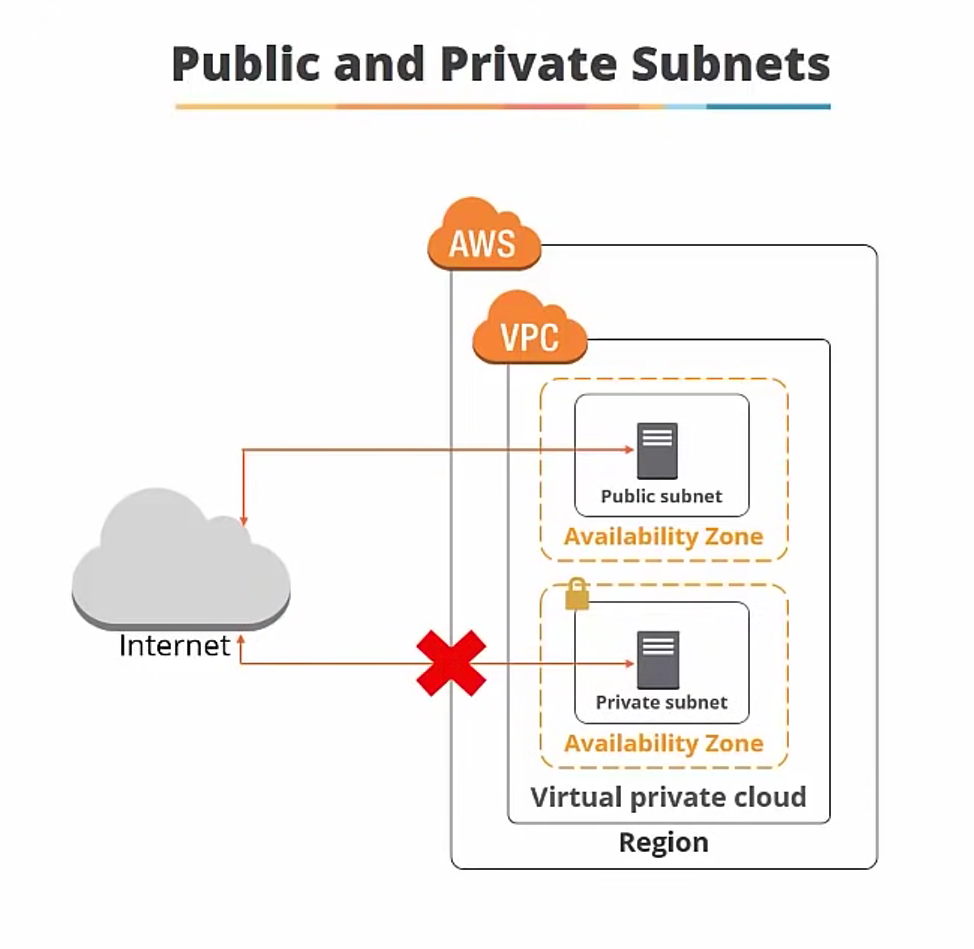 Public and Private Subnets
AWS
VPC
Public subnet
Availability Zone
Internet
Private subnet
Availability Zone
Virtual private cloud
Region